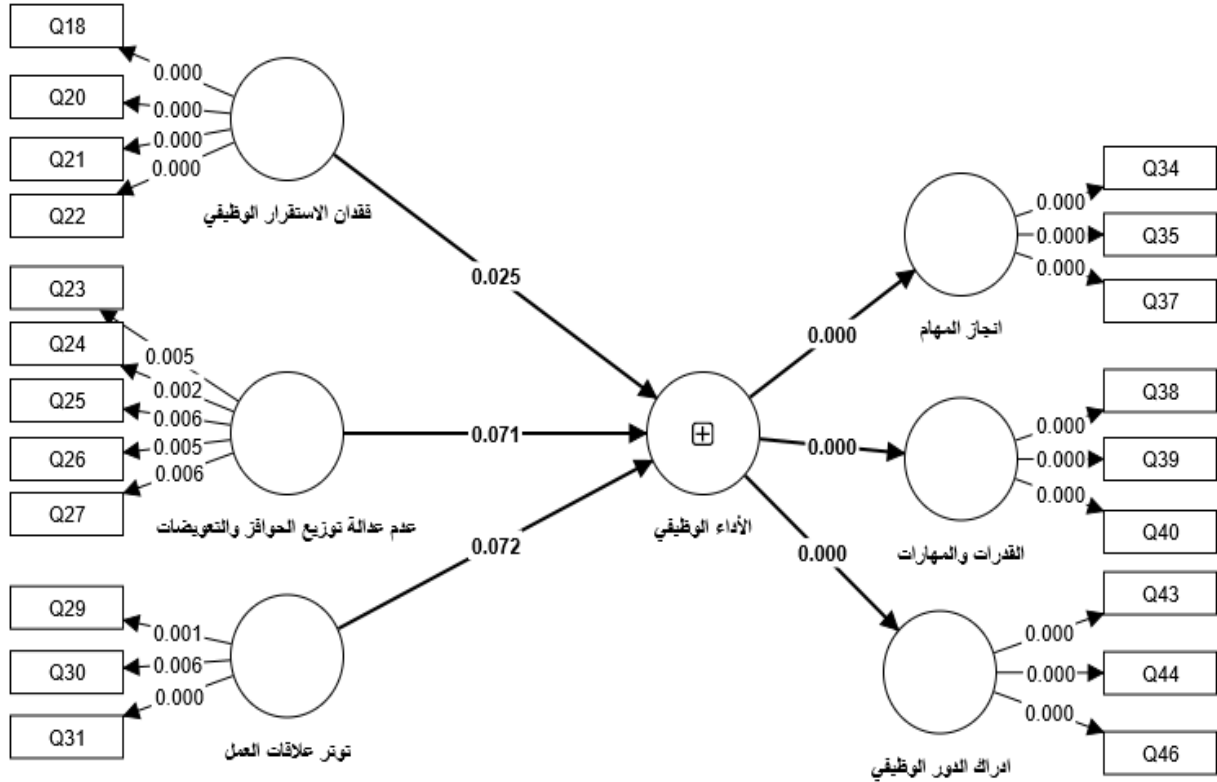 Q18
0.000
Q20
0.000
Q21
0.000
Q22
0.000
فقدان الاستقرار الوظيفي
0.025
Q23
0.005
Q24
0.002
Q25
0.006
Q26
0.005
Q27
0.006
عدم عدالة توزيع الحوافز والتعويضات
0.071
Q29
0.001
Q30
0.006
Q31
0.000
توتر علاقات العمل
0.072
الأداء الوظيفي
0.000
انجاز المهام
0.000
Q34
0.000
Q35
0.000
Q37
0.000
القدرات والمهارات
0.000
Q38
0.000
Q39
0.000
Q40
0.000
ادراك الدور الوظيفي
0.000
Q43
0.000
Q44
0.000
Q46